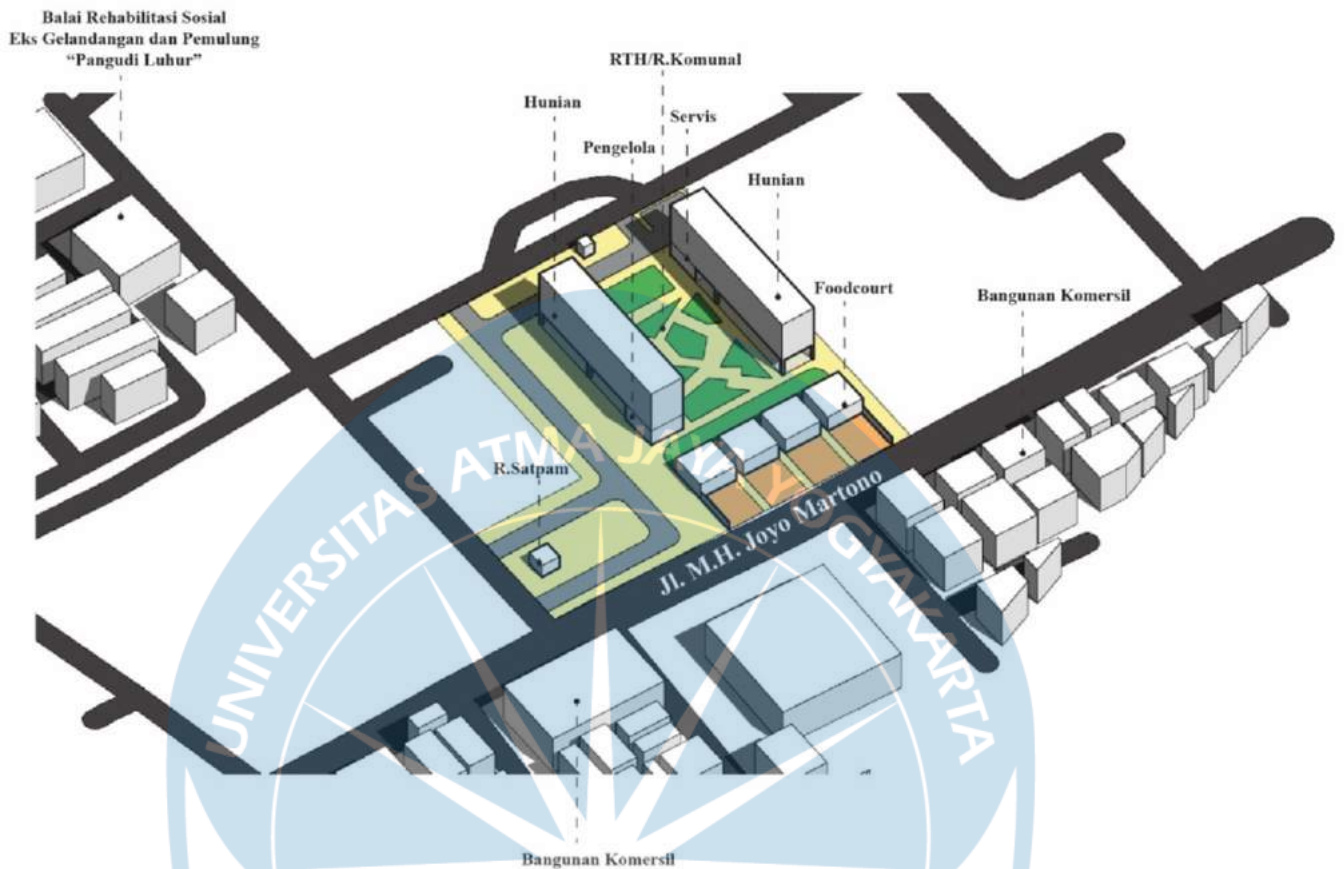 Balai Rehabilitasi Sosial
Eks Gelandangan dan Pemulung
“Pangudi Luhur”
RTH/R.Komunal
Hunian
Servis
Pengelola
Hunian
Foodcourt
Bangunan Komersil
R.Satpam
Jl. M.H. Joyo Martono
UNIVERSITAS ATMA JAYA YOGYAKARTA
Bangunan Komersil